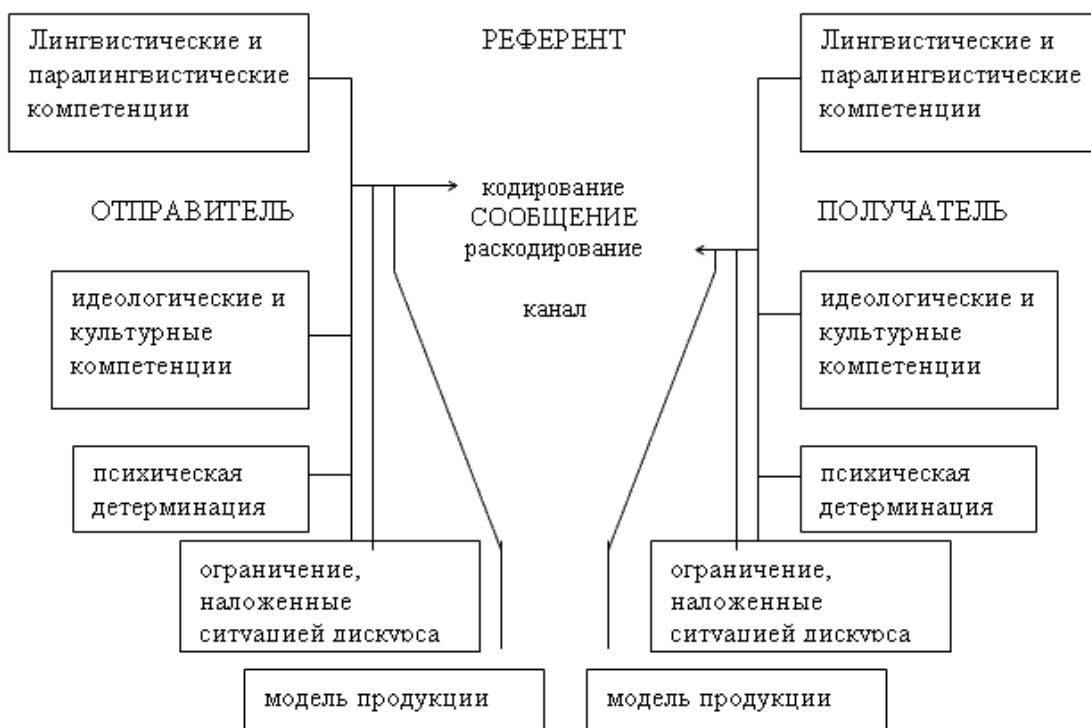 Лингвистические и
паралингвистические
компетенции
РЕФЕРЕНТ
Лингвистические и
паралингвистические
компетенции
ОТПРАВИТЕЛЬ
кодирование
СООБЩЕНИЕ
раскодирование
канал
ПОЛУЧАТЕЛЬ
идеологические и
культурные
компетенции
идеологические и
культурные
компетенции
психическая
детерминация
психическая
детерминация
ограничение,
наложенные
ситуацией дискурса
ограничение,
наложенные
ситуацией дискурса
модель продукции
модель продукции